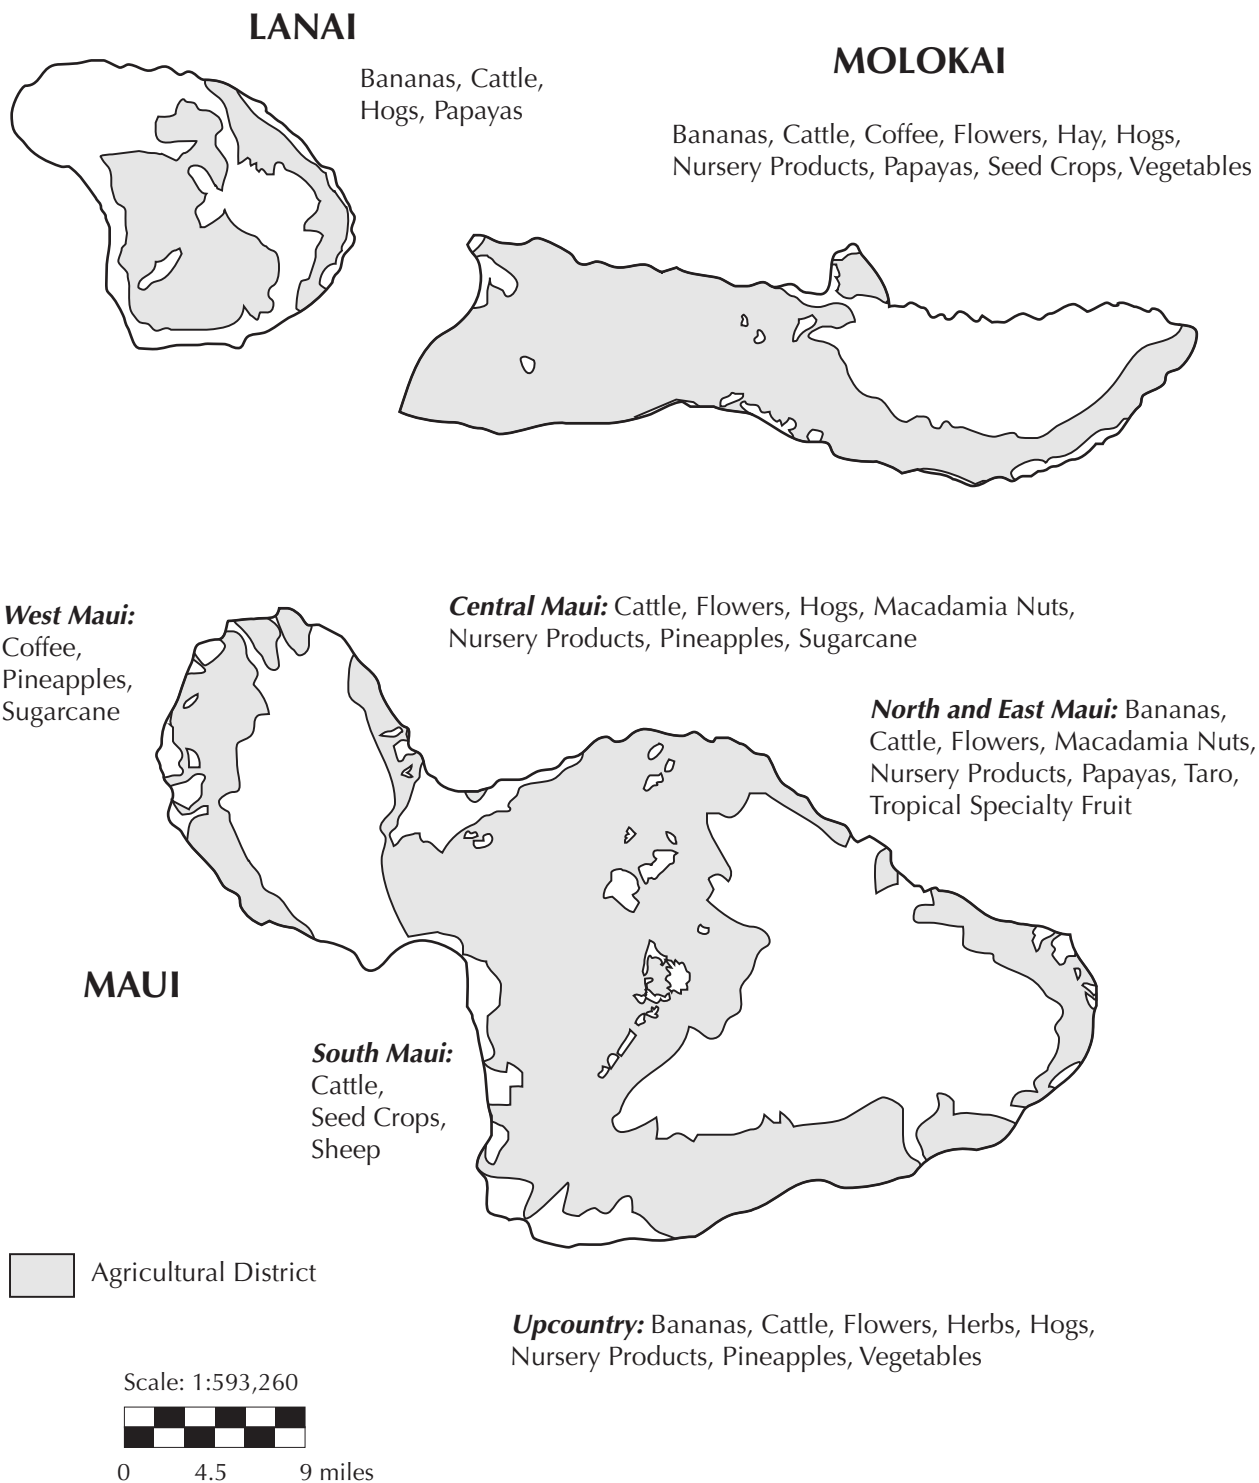 LANAI
Bananas, Cattle,
Hogs, Papayas
MOLOKAI
Bananas, Cattle, Coffee, Flowers, Hay, Hogs,
Nursery Products, Papayas, Seed Crops, Vegetables
West Maui:
Coffee,
Pineapples,
Sugarcane
Central Maui: Cattle, Flowers, Hogs, Macadamia Nuts,
Nursery Products, Pineapples, Sugarcane
North and East Maui: Bananas,
Cattle, Flowers, Macadamia Nuts,
Nursery Products, Papayas, Taro,
Tropical Specialty Fruit
MAUI
South Maui:
Cattle,
Seed Crops,
Sheep
Agricultural District
Upcountry: Bananas, Cattle, Flowers, Herbs, Hogs,
Nursery Products, Pineapples, Vegetables
Scale: 1:593,260
0 4.5 9 miles